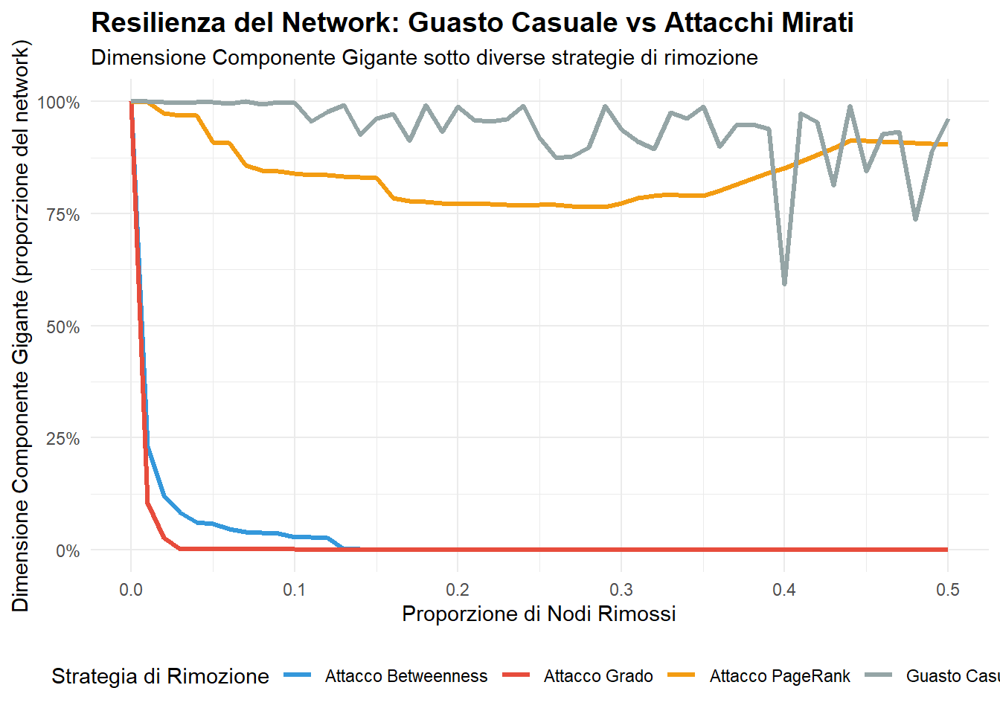 Resilienza del Network: Guasto Casuale vs Attacchi Mirati
Dimensione Componente Gigante sotto diverse strategie di rimozione
Dimensione Componente Gigante (proporzione del network)
100%
75%
50%
25%
0%
0.0 0.1 0.2 0.3 0.4 0.5
Proporzione di Nodi Rimossi
Strategia di Rimozione Attacco Betweenness Attacco Grado Attacco PageRank Guasto